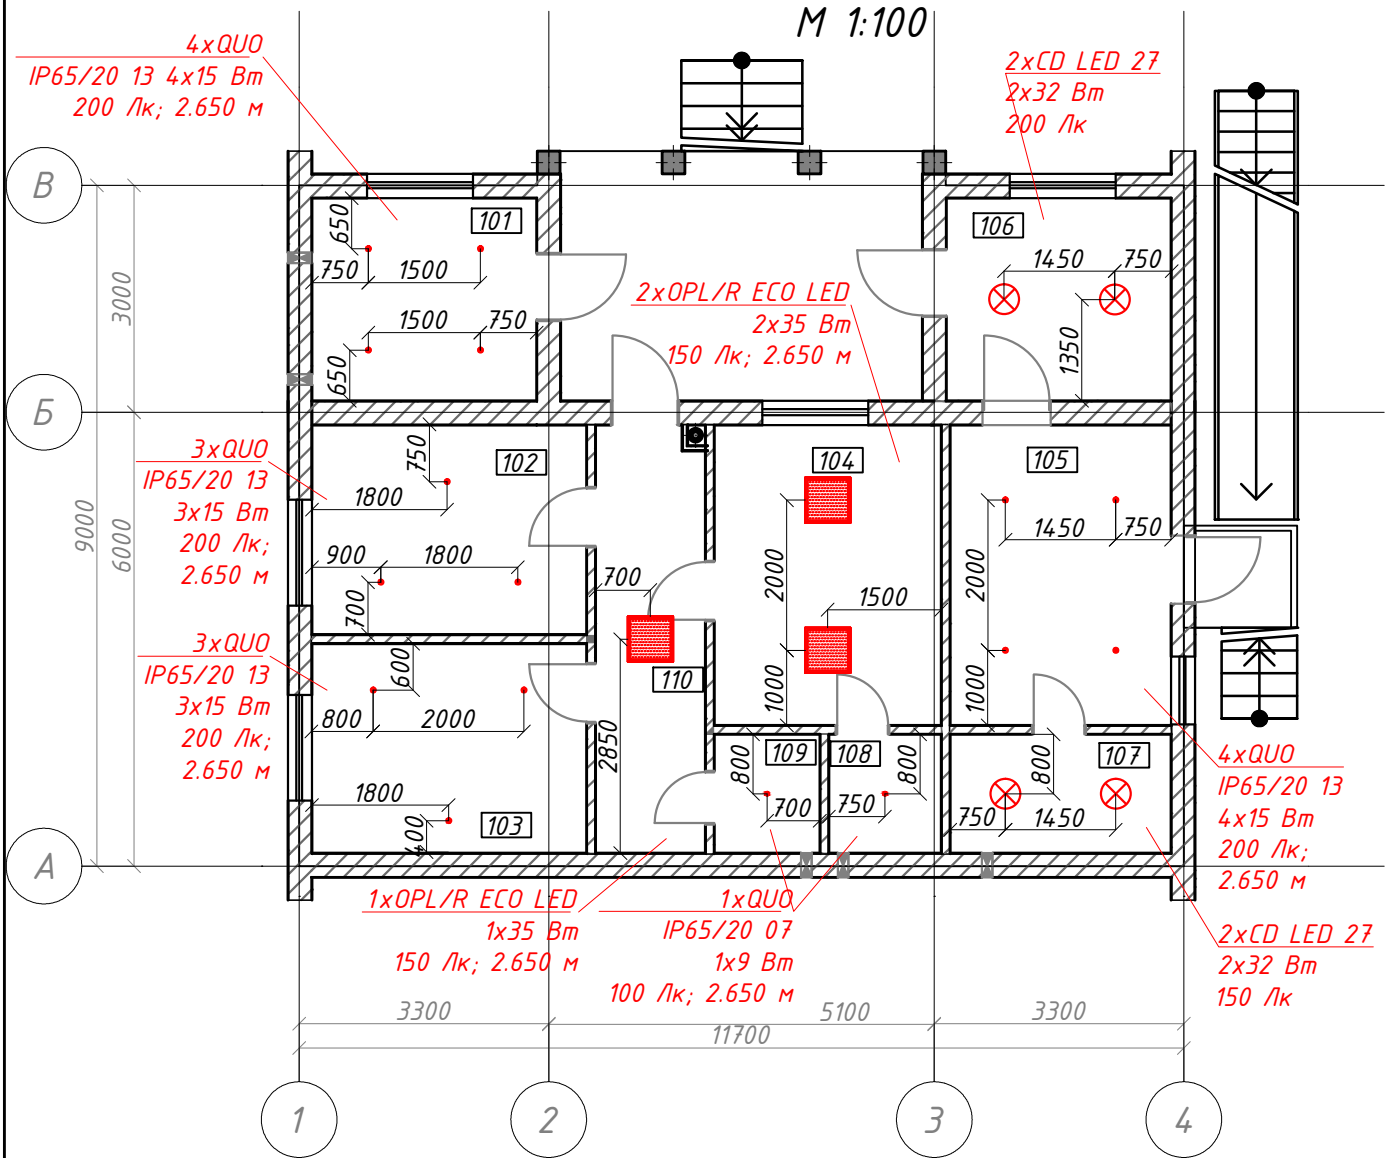 М 1:100
4xQUO
IP65/20 13 4x15 Вт
200 Лк; 2.650 м
2xCD LED 27
2x32 Вт
200 Лк
В
Б
А
3000
6000
9000
101
650
750
1500
1500
750
650
106
1450
750
1350
2xOPL/R ECO LED
2x35 Вт
150 Лк; 2.650 м
3xQUO
IP65/20 13
3x15 Вт
200 Лк;
2.650 м
102
750
1800
900
1800
700
104
2000
1500
1000
105
1450
750
2000
1000
3xQUO
IP65/20 13
3x15 Вт
200 Лк;
2.650 м
600
800
2000
1800
400
103
700
110
2850
109
800
700
108
800
750
107
800
750
1450
4xQUO
IP65/20 13
4x15 Вт
200 Лк;
2.650 м
1xOPL/R ECO LED
1x35 Вт
150 Лк; 2.650 м
1xQUO
IP65/20 07
1x9 Вт
100 Лк; 2.650 м
2xCD LED 27
2x32 Вт
150 Лк
3300
5100
3300
11700
1
2
3
4